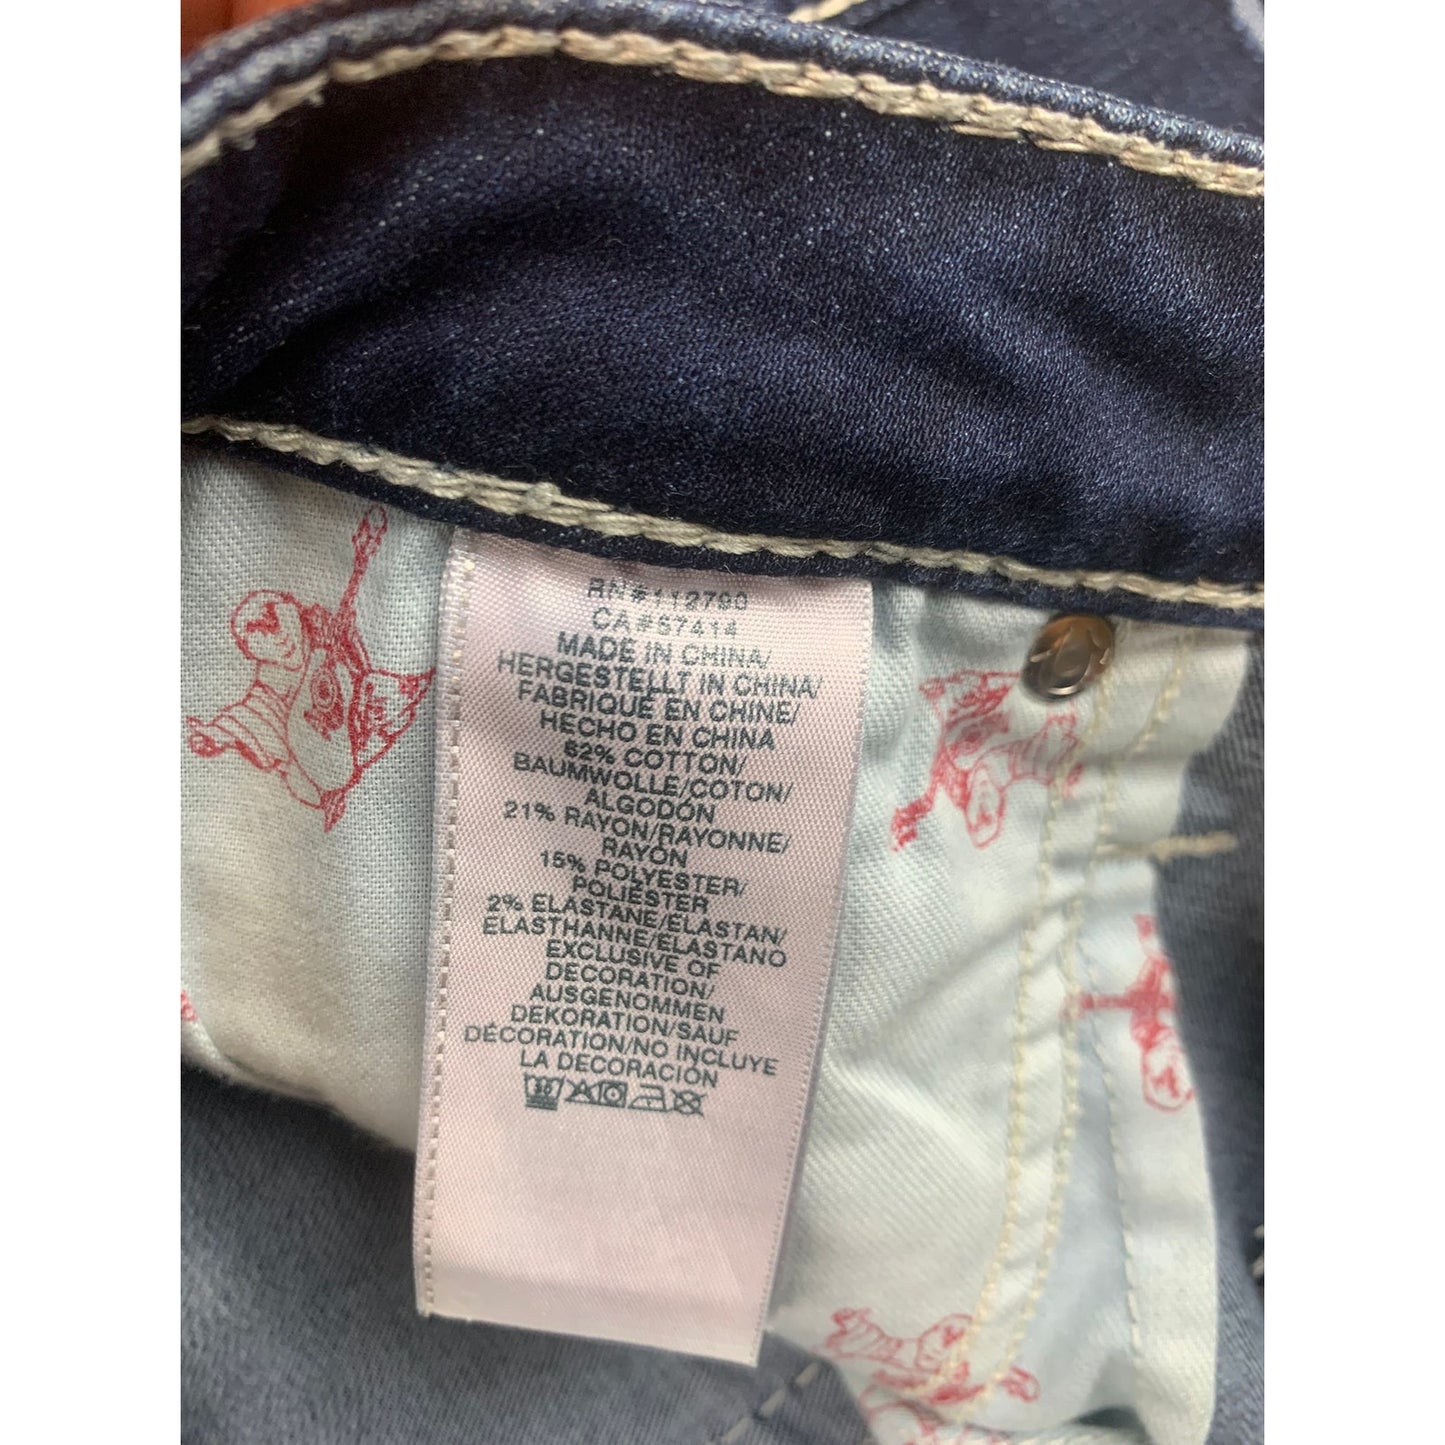 RN#112790
CA#57414
MADE IN CHINA/
HERGESTELLT IN CHINA/
FABRIQUÉ EN CHINE/
HECHO EN CHINA
62% COTTON/
BAUMWOLLE/COTON/
ALGODÓN
21% RAYON/RAYONNE/
RAYÓN
15% POLYESTER/
POLIÉSTER
2% ELASTANE/ELASTAN/
ELASTHANNE/ELASTANO
EXCLUSIVE OF
DECORATION/
AUSGENOMMEN
DEKORATION/SAUF
DÉCORATION/NO INCLUYE
LA DECORACIÓN
30